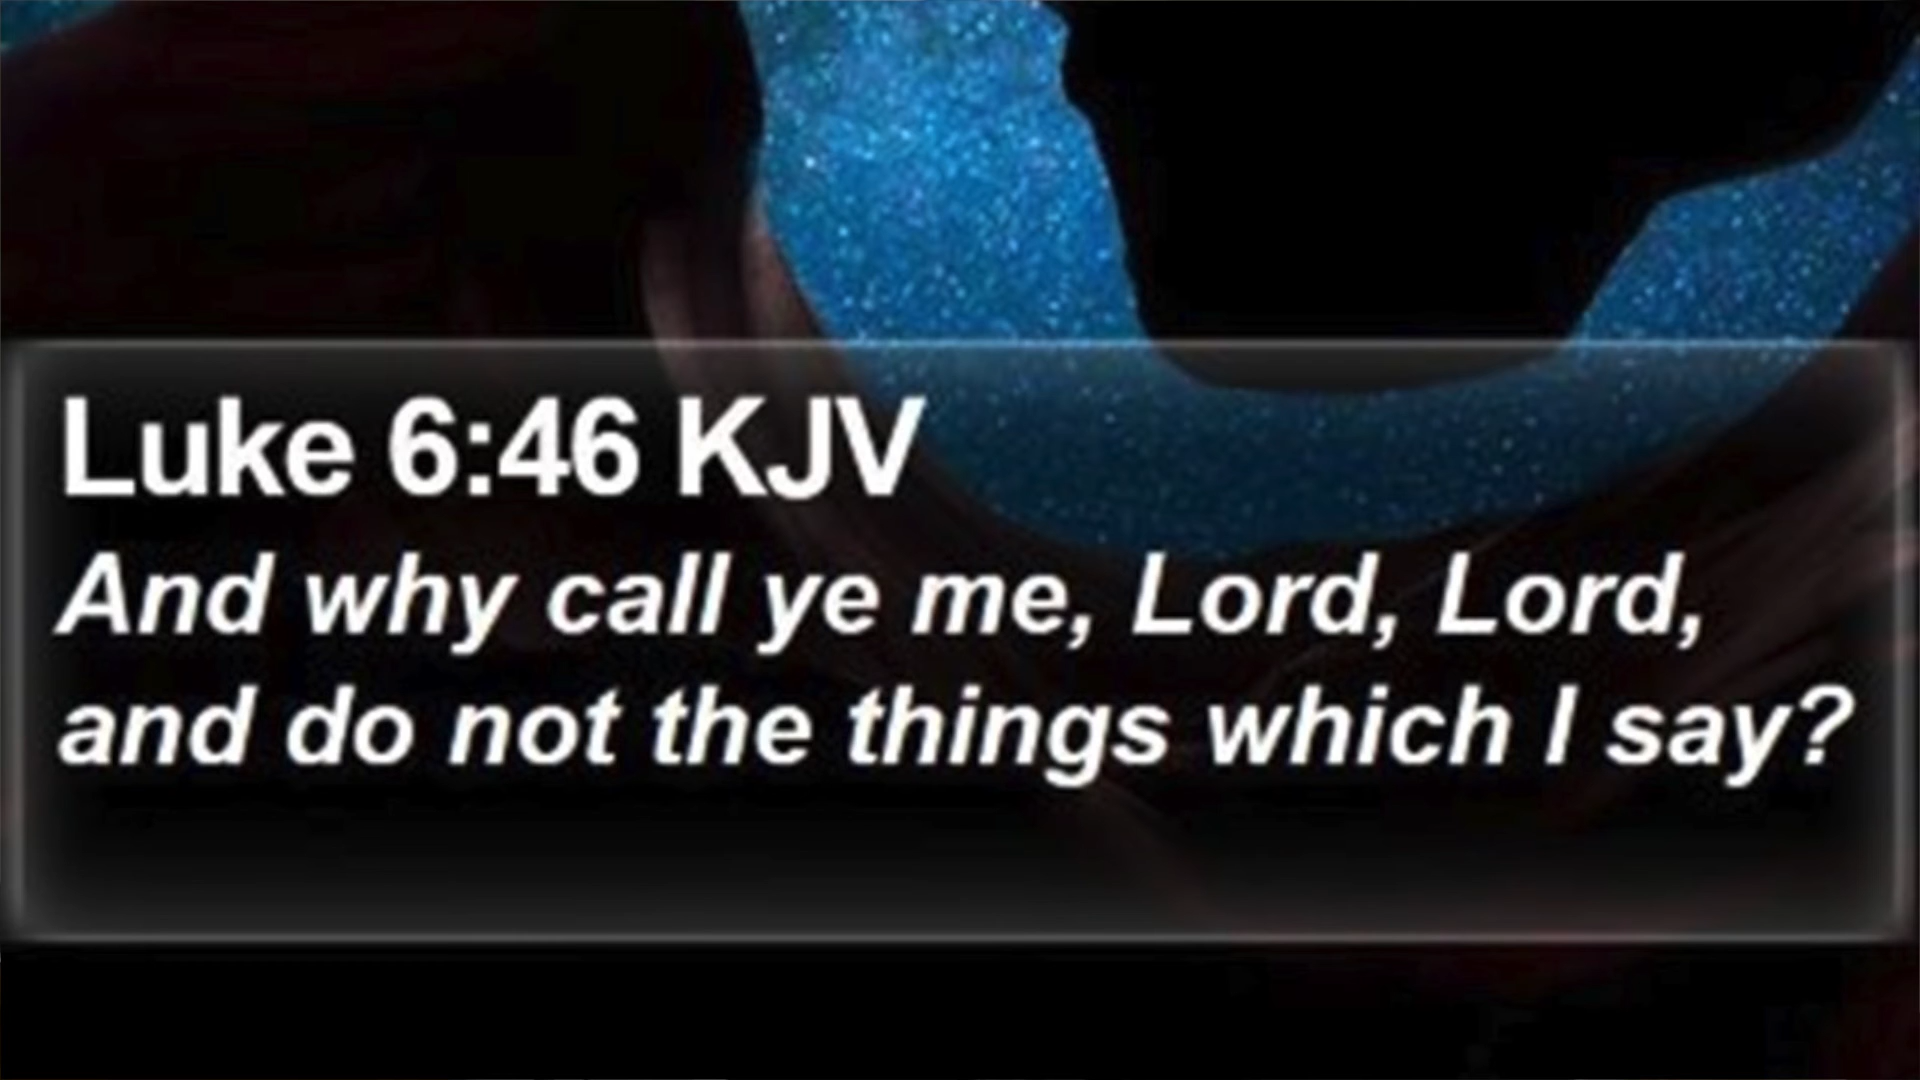 Luke 6:46 KJV
And why call ye me, Lord, Lord,
and do not the things which I say?